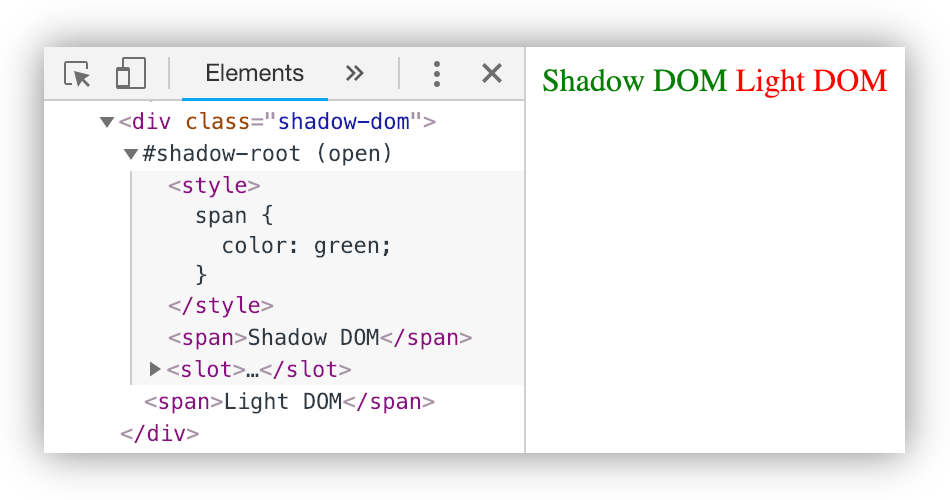 Elements
<div class="shadow-dom">
#shadow-root (open)
<style>
span {
color: green;
}
</style>
<span>Shadow DOM</span>
<slot>…</slot>
<span>Light DOM</span>
</div>
Shadow DOM Light DOM